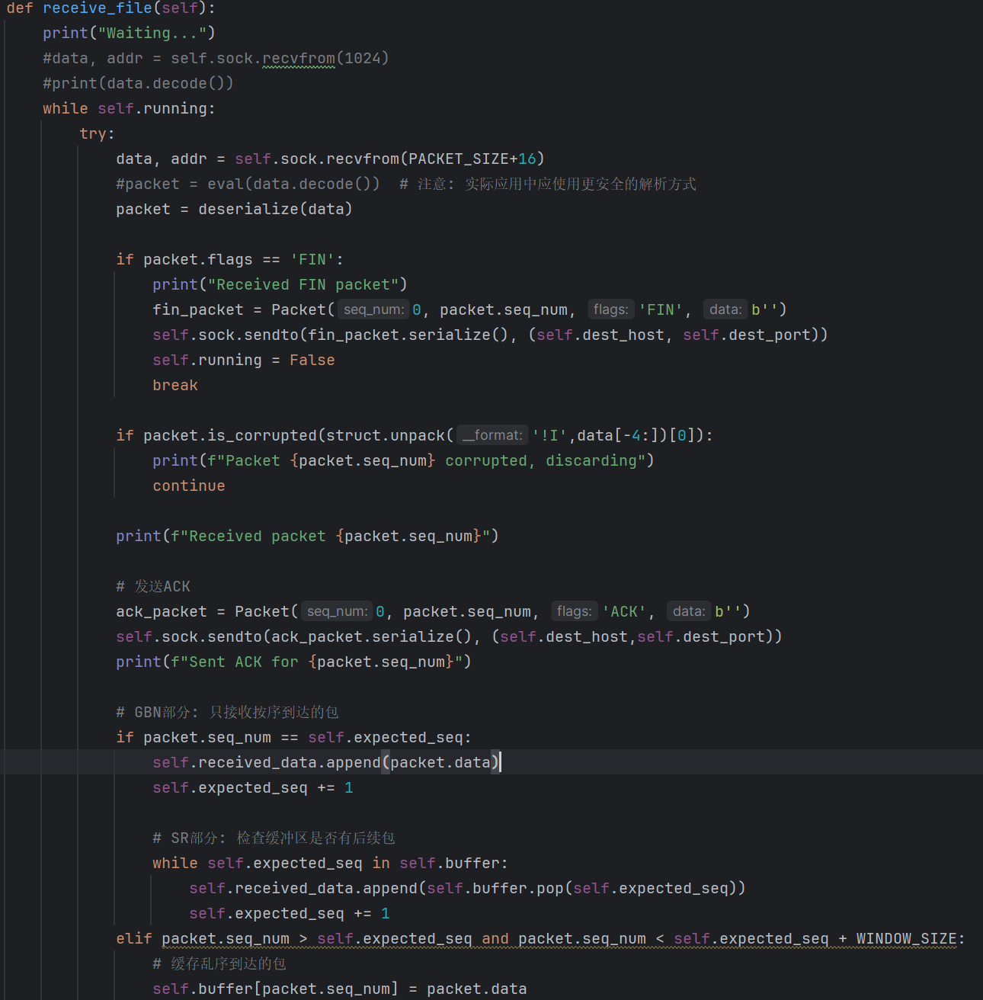 def receive_file(self):
    print("Waiting...")
    #data, addr = self.sock.recvfrom(1024)
    #print(data.decode())
    while self.running:
        try:
            data, addr = self.sock.recvfrom(PACKET_SIZE+16)
            #packet = eval(data.decode())  # 注意: 实际应用中应使用更安全的解析方式
            packet = deserialize(data)

            if packet.flags == 'FIN':
                print("Received FIN packet")
                fin_packet = Packet( seq_num: 0, packet.seq_num, flags: 'FIN', data: b'')
                self.sock.sendto(fin_packet.serialize(), (self.dest_host, self.dest_port))
                self.running = False
                break

            if packet.is_corrupted(struct.unpack( __format: '!I',data[-4:])[0]):
                print(f"Packet {packet.seq_num} corrupted, discarding")
                continue

            print(f"Received packet {packet.seq_num}")

            # 发送ACK
            ack_packet = Packet( seq_num: 0, packet.seq_num, flags: 'ACK', data: b'')
            self.sock.sendto(ack_packet.serialize(), (self.dest_host,self.dest_port))
            print(f"Sent ACK for {packet.seq_num}")

            # GBN部分: 只接收按序到达的包
            if packet.seq_num == self.expected_seq:
                self.received_data.append(packet.data)
                self.expected_seq += 1

                # SR部分: 检查缓冲区是否有后续包
                while self.expected_seq in self.buffer:
                    self.received_data.append(self.buffer.pop(self.expected_seq))
                    self.expected_seq += 1
            elif packet.seq_num > self.expected_seq and packet.seq_num < self.expected_seq + WINDOW_SIZE:
                # 缓存乱序到达的包
                self.buffer[packet.seq_num] = packet.data